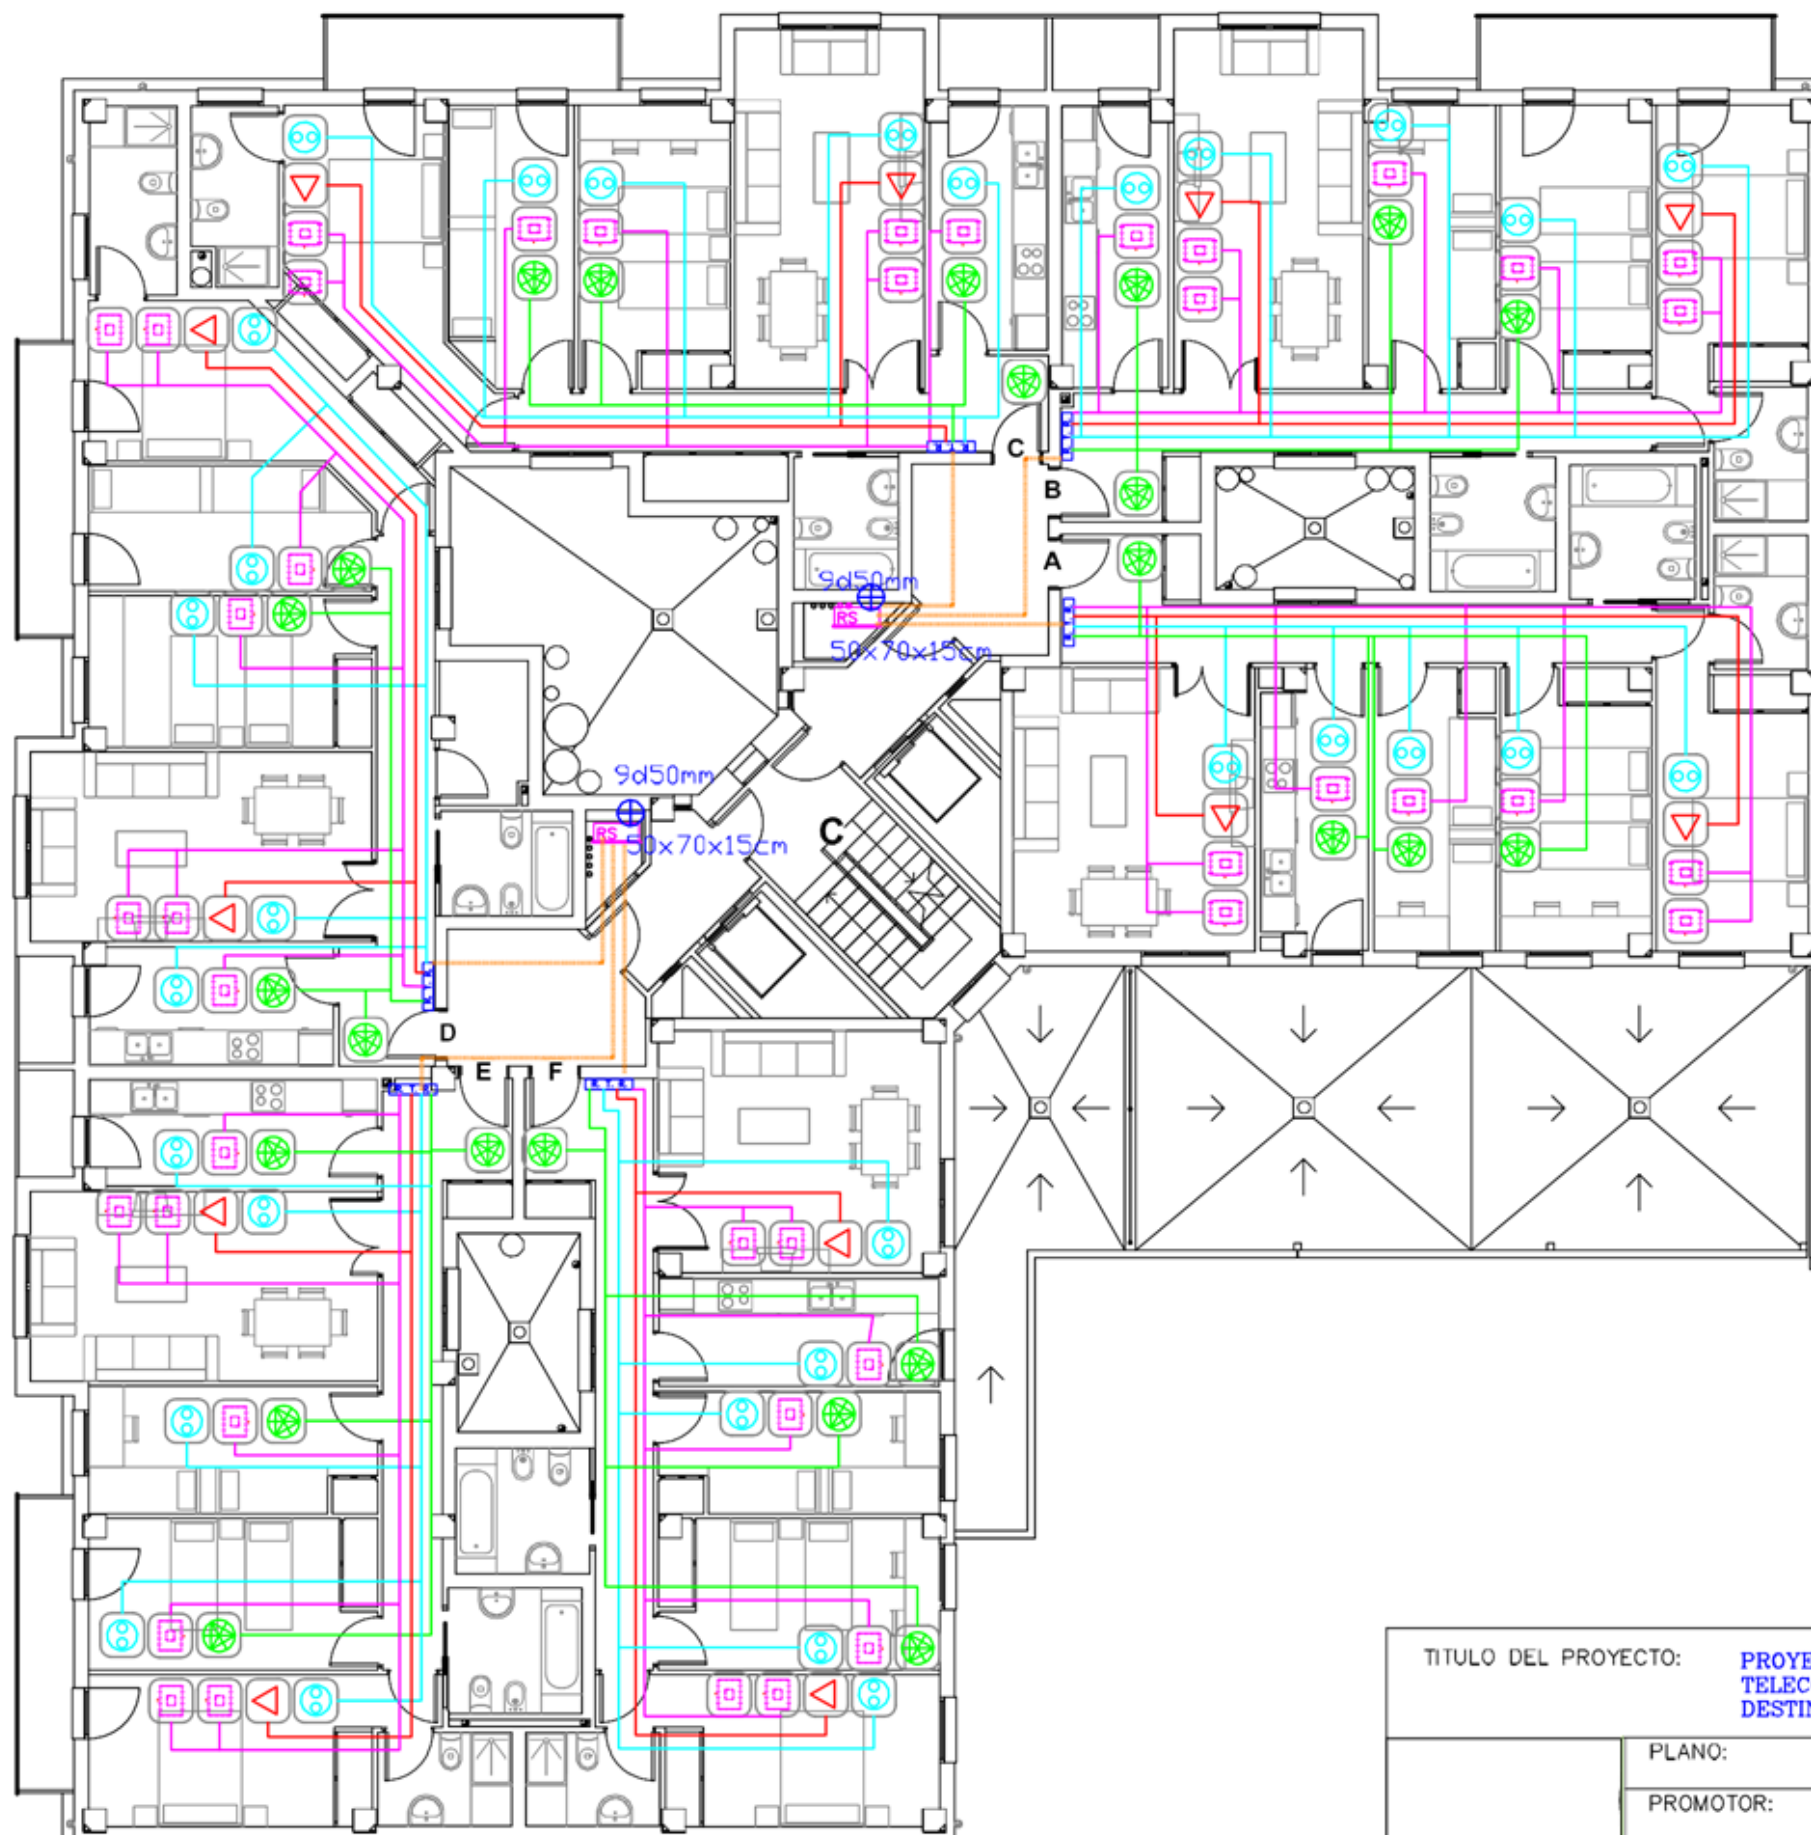 C
B
A
9d50mm
RS
50x70x15cm
9d50mm
C
RS
50x70x15cm
D
E
F
R.T.R.
R.T.R.
R.T.R.
R.T.R.
R.T.R.
R.T.R.
TITULO DEL PROYECTO:
PROYE
TELEC
DESTIN
PLANO:
PROMOTOR: